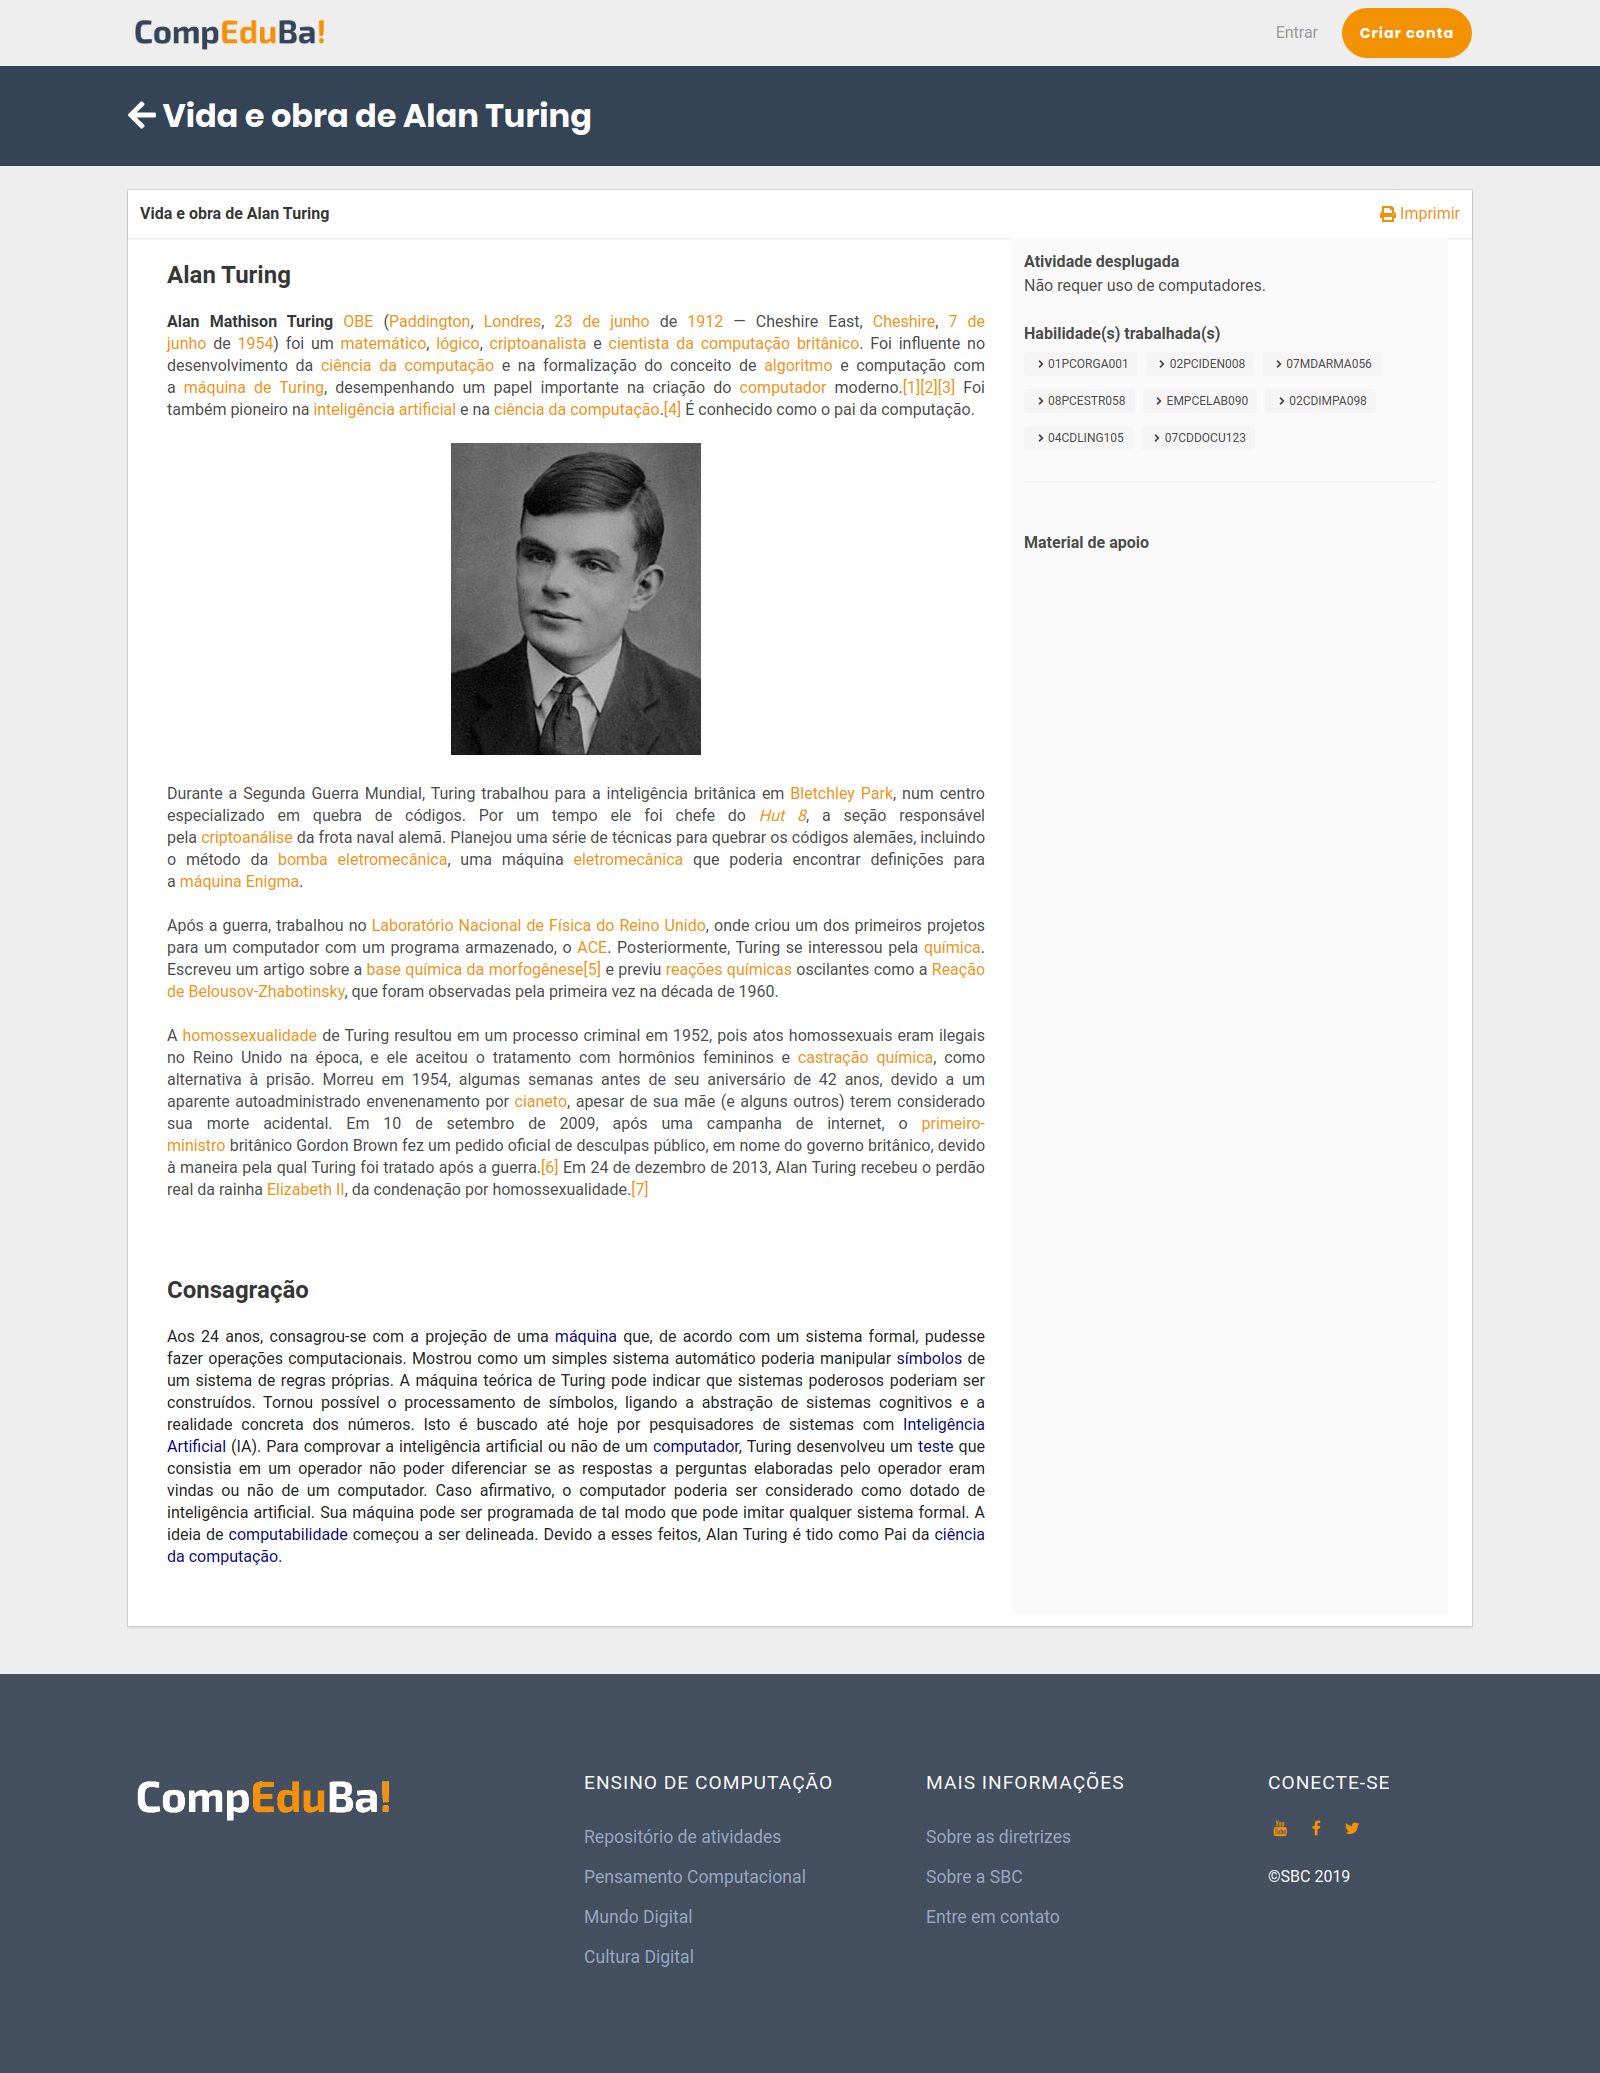 CompEduBa!
Entrar
Criar conta
Vida e obra de Alan Turing
Vida e obra de Alan Turing
Imprimir
Alan Turing
Alan Mathison Turing OBE (Paddington, Londres, 23 de junho de 1912 — Cheshire East, Cheshire, 7 de
junho de 1954) foi um matemático, lógico, criptoanalista e cientista da computação britânico. Foi influente no
desenvolvimento da ciência da computação e na formalização do conceito de algoritmo e computação com
a máquina de Turing, desempenhando um papel importante na criação do computador moderno.[1][2][3] Foi
também pioneiro na inteligência artificial e na ciência da computação.[4] É conhecido como o pai da computação.
Durante a Segunda Guerra Mundial, Turing trabalhou para a inteligência britânica em Bletchley Park, num centro
especializado em quebra de códigos. Por um tempo ele foi chefe do Hut 8, a seção responsável
pela criptoanálise da frota naval alemã. Planejou uma série de técnicas para quebrar os códigos alemães, incluindo
o método da bomba eletromecânica, uma máquina eletromecânica que poderia encontrar definições para
a máquina Enigma.
Após a guerra, trabalhou no Laboratório Nacional de Física do Reino Unido, onde criou um dos primeiros projetos
para um computador com um programa armazenado, o ACE. Posteriormente, Turing se interessou pela química.
Escreveu um artigo sobre a base química da morfogênese[5] e previu reações químicas oscilantes como a Reação
de Belousov-Zhabotinsky, que foram observadas pela primeira vez na década de 1960.
A homossexualidade de Turing resultou em um processo criminal em 1952, pois atos homossexuais eram ilegais
no Reino Unido na época, e ele aceitou o tratamento com hormônios femininos e castração química, como
alternativa à prisão. Morreu em 1954, algumas semanas antes de seu aniversário de 42 anos, devido a um
aparente autoadministrado envenenamento por cianeto, apesar de sua mãe (e alguns outros) terem considerado
sua morte acidental. Em 10 de setembro de 2009, após uma campanha de internet, o primeiro-
ministro britânico Gordon Brown fez um pedido oficial de desculpas público, em nome do governo britânico, devido
à maneira pela qual Turing foi tratado após a guerra.[6] Em 24 de dezembro de 2013, Alan Turing recebeu o perdão
real da rainha Elizabeth II, da condenação por homossexualidade.[7]
Consagração
Aos 24 anos, consagrou-se com a projeção de uma máquina que, de acordo com um sistema formal, pudesse
fazer operações computacionais. Mostrou como um simples sistema automático poderia manipular símbolos de
um sistema de regras próprias. A máquina teórica de Turing pode indicar que sistemas poderosos poderiam ser
construídos. Tornou possível o processamento de símbolos, ligando a abstração de sistemas cognitivos e a
realidade concreta dos números. Isto é buscado até hoje por pesquisadores de sistemas com Inteligência
Artificial (IA). Para comprovar a inteligência artificial ou não de um computador, Turing desenvolveu um teste que
consistia em um operador não poder diferenciar se as respostas a perguntas elaboradas pelo operador eram
vindas ou não de um computador. Caso afirmativo, o computador poderia ser considerado como dotado de
inteligência artificial. Sua máquina pode ser programada de tal modo que pode imitar qualquer sistema formal. A
ideia de computabilidade começou a ser delineada. Devido a esses feitos, Alan Turing é tido como Pai da ciência
da computação.
Atividade desplugada
Não requer uso de computadores.
Habilidade(s) trabalhada(s)
01PCORGA001 02PCIDEN008 07MDARMA056
08PCESTR058 EMPCELAB090 02CDIMPA098
04CDLING105 07CDDOCU123
Material de apoio
CompEduBa!
ENSINO DE COMPUTAÇÃO
Repositório de atividades
Pensamento Computacional
Mundo Digital
Cultura Digital
MAIS INFORMAÇÕES
Sobre as diretrizes
Sobre a SBC
Entre em contato
CONECTE-SE
You Tube
©SBC 2019